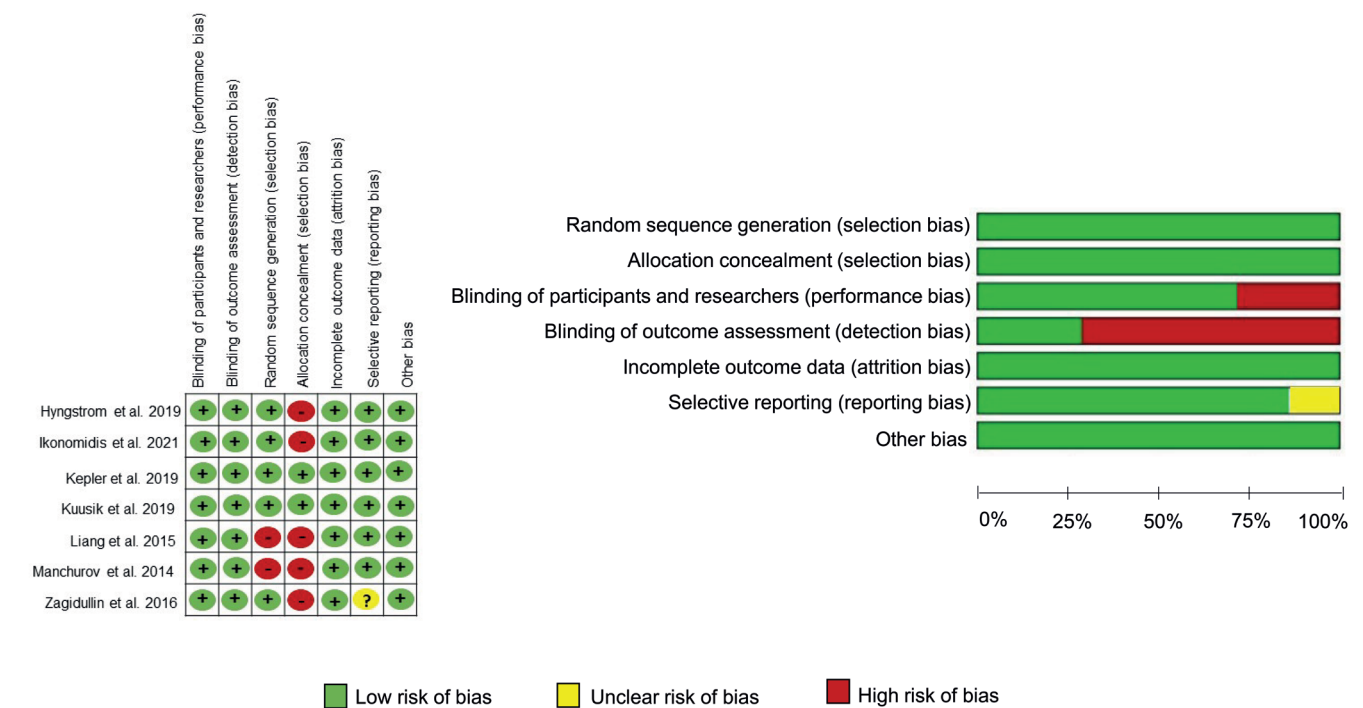 Blinding of participants and researchers (performance bias)
Blinding of outcome assessment (detection bias)
Random sequence generation (selection bias)
Allocation concealment (selection bias)
Incomplete outcome data (attrition bias)
Selective reporting (reporting bias)
Other bias
Hyngstrom et al. 2019 + + + - + + +
Ikonomidis et al. 2021 + + + - + + +
Kepler et al. 2019 + + + + + + +
Kuusik et al. 2019 + + + + + + +
Liang et al. 2015 + + - - + + +
Manchurov et al. 2014 + + - - + + +
Zagidullin et al. 2016 + + + - + ? +
Random sequence generation (selection bias)
Allocation concealment (selection bias)
Blinding of participants and researchers (performance bias)
Blinding of outcome assessment (detection bias)
Incomplete outcome data (attrition bias)
Selective reporting (reporting bias)
Other bias
0% 25% 50% 75% 100%
Low risk of bias
Unclear risk of bias
High risk of bias